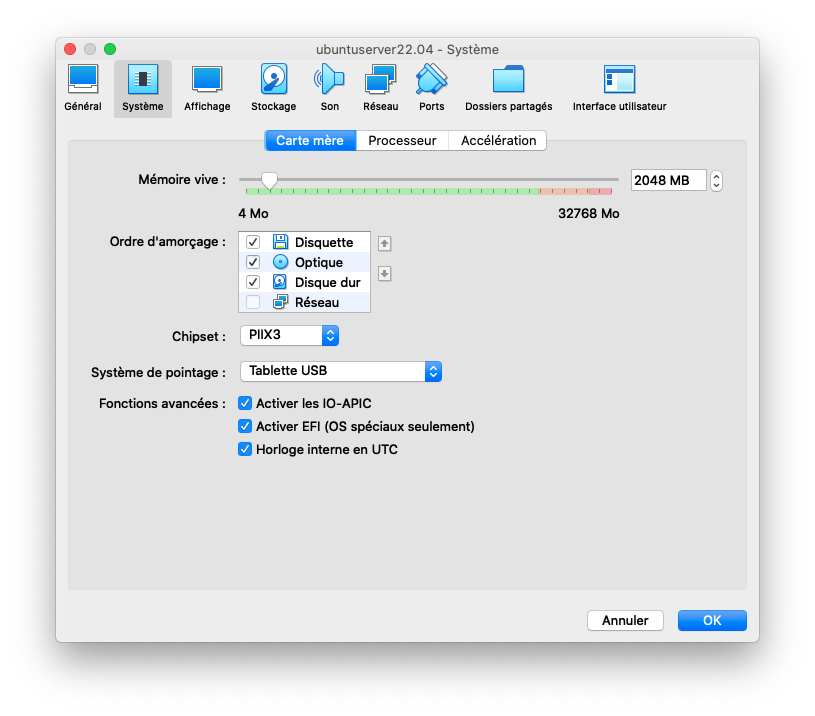 ubuntuserver22.04 - Système
Général Système Affichage Stockage Son Réseau Ports Dossiers partagés Interface utilisateur
Carte mère Processeur Accélération
Mémoire vive : 2048 MB
4 Mo 32768 Mo
Ordre d'amorçage : Disquette
Optique
Disque dur
Réseau
Chipset : PIIX3
Système de pointage : Tablette USB
Fonctions avancées : Activer les IO-APIC
Activer EFI (OS spéciaux seulement)
Horloge interne en UTC
Annuler OK